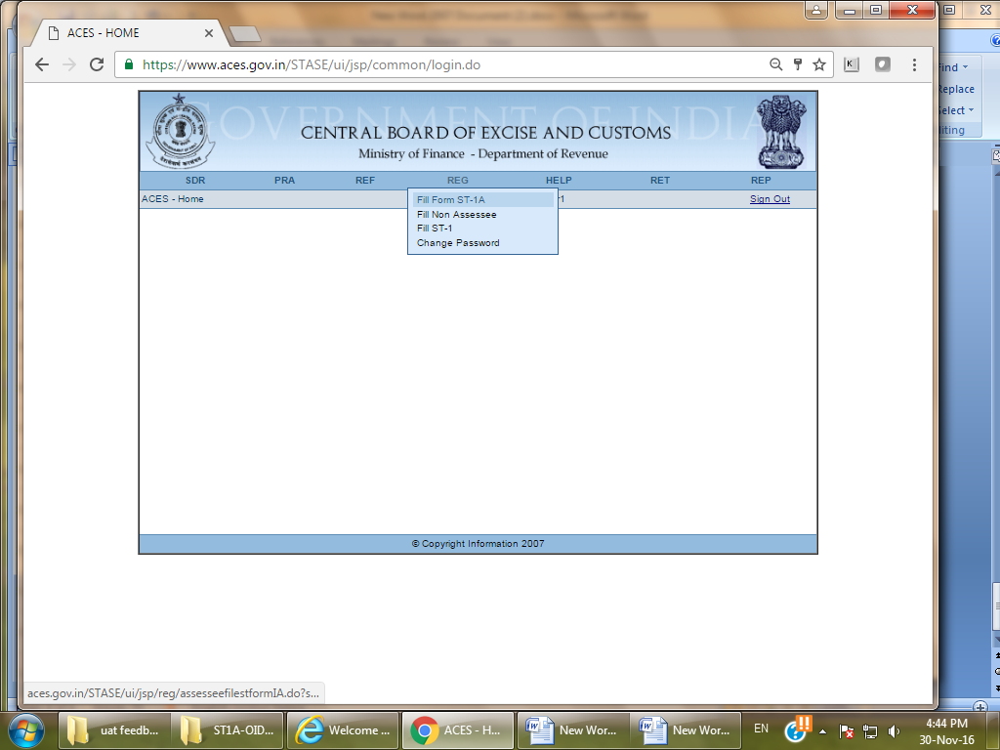 ACES - HOME
https://www.aces.gov.in/STASE/ui/jsp/common/login.do
Find
Replace
Select
GOVERNMENT OF INDIA
CENTRAL BOARD OF EXCISE AND CUSTOMS
Ministry of Finance - Department of Revenue
SDR PRA REF REG HELP RET REP
ACES - Home Sign Out
Fill Form ST-1A
Fill Non Assessee
Fill ST-1
Change Password
© Copyright Information 2007
aces.gov.in/STASE/ui/jsp/reg/assesseefilestformIA.do?s...
uat feedb... ST1A-OID... Welcome ... ACES - H... New Wor... New Wor... EN 4:44 PM
30-Nov-16